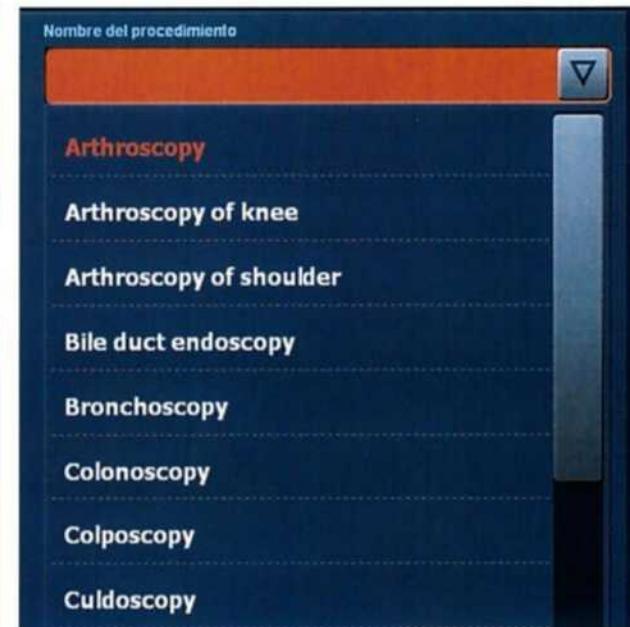 Nombre del procedimiento
Arthroscopy
Arthroscopy of knee
Arthroscopy of shoulder
Bile duct endoscopy
Bronchoscopy
Colonoscopy
Colposcopy
Culdoscopy